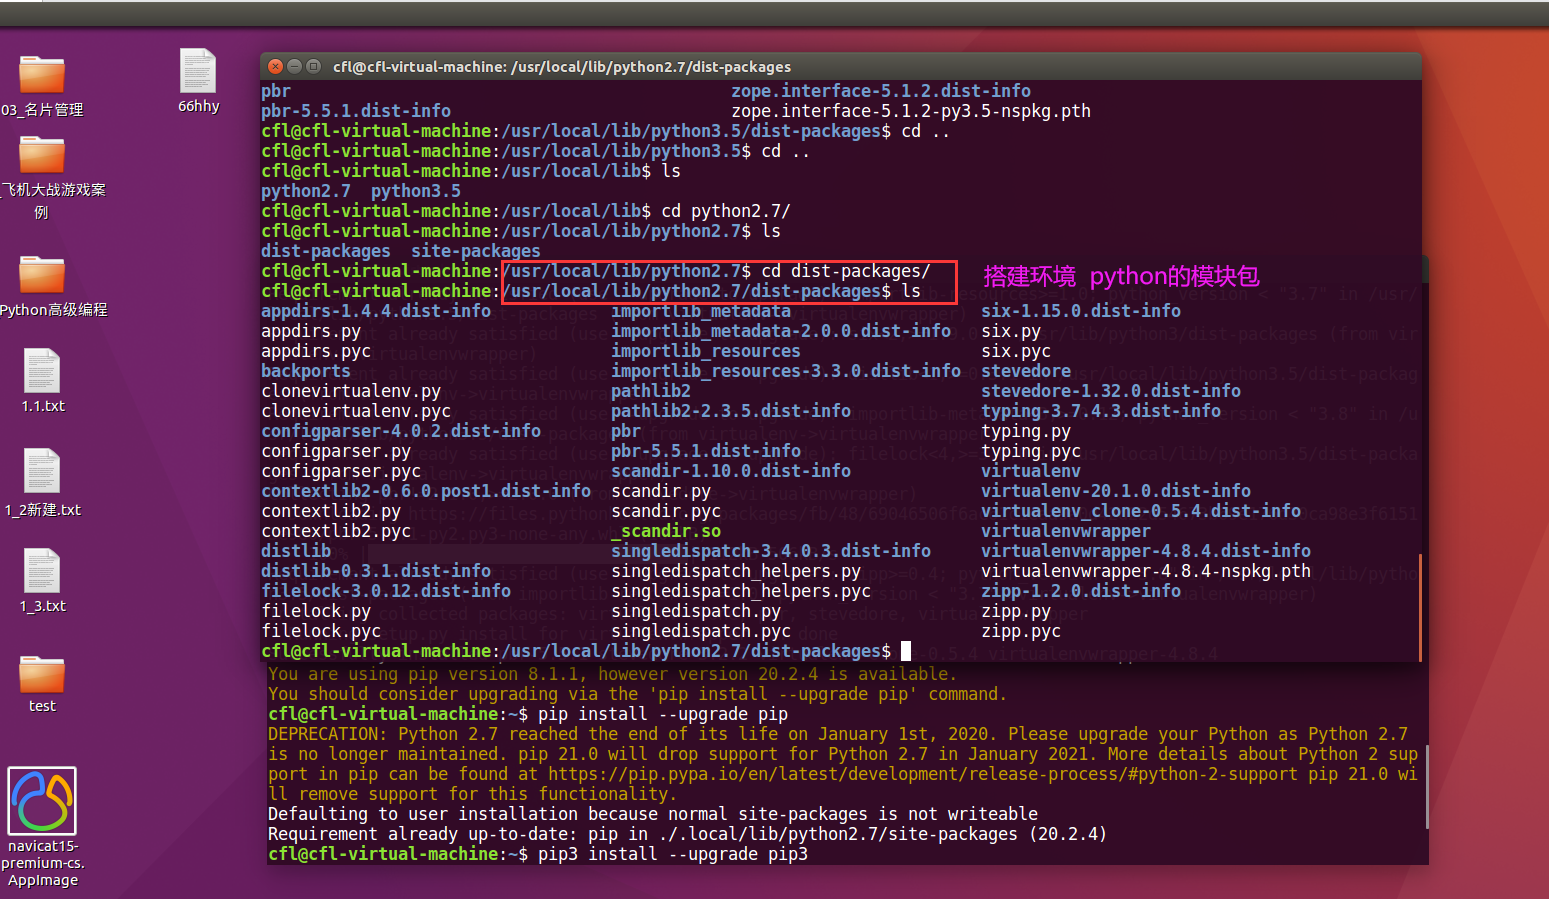 03_名片管理
66hhy
飞机大战游戏案
例
Python高级编程
1.1.txt
1_2新建.txt
1_3.txt
test
navicat15-
premium-cs.
AppImage
cfl@cfl-virtual-machine: /usr/local/lib/python2.7/dist-packages
pbr zope.interface-5.1.2.dist-info
pbr-5.5.1.dist-info zope.interface-5.1.2-py3.5-nspkg.pth
cfl@cfl-virtual-machine:/usr/local/lib/python3.5/dist-packages$ cd ..
cfl@cfl-virtual-machine:/usr/local/lib/python3.5$ cd ..
cfl@cfl-virtual-machine:/usr/local/lib$ ls
python2.7 python3.5
cfl@cfl-virtual-machine:/usr/local/lib$ cd python2.7/
cfl@cfl-virtual-machine:/usr/local/lib/python2.7$ ls
dist-packages site-packages
cfl@cfl-virtual-machine:/usr/local/lib/python2.7$ cd dist-packages/
搭建环境 python的模块包
cfl@cfl-virtual-machine:/usr/local/lib/python2.7/dist-packages$ ls
appdirs-1.4.4.dist-info importlib_metadata six-1.15.0.dist-info
appdirs.py importlib_metadata-2.0.0.dist-info six.py
appdirs.pyc importlib_resources six.pyc
backports importlib_resources-3.3.0.dist-info stevedore
clonevirtualenv.py pathlib2 stevedore-1.32.0.dist-info
clonevirtualenv.pyc pathlib2-2.3.5.dist-info typing-3.7.4.3.dist-info
configparser-4.0.2.dist-info pbr typing.py
configparser.py pbr-5.5.1.dist-info typing.pyc
configparser.pyc scandir-1.10.0.dist-info virtualenv
contextlib2-0.6.0.post1.dist-info scandir.py virtualenv-20.1.0.dist-info
contextlib2.py scandir.pyc virtualenv_clone-0.5.4.dist-info
contextlib2.pyc _scandir.so virtualenvwrapper
distlib singledispatch-3.4.0.3.dist-info virtualenvwrapper-4.8.4.dist-info
distlib-0.3.1.dist-info singledispatch_helpers.py virtualenvwrapper-4.8.4-nspkg.pth
filelock-3.0.12.dist-info singledispatch_helpers.pyc zipp-1.2.0.dist-info
filelock.py singledispatch.py zipp.py
filelock.pyc singledispatch.pyc zipp.pyc
cfl@cfl-virtual-machine:/usr/local/lib/python2.7/dist-packages$
You are using pip version 8.1.1, however version 20.2.4 is available.
You should consider upgrading via the 'pip install --upgrade pip' command.
cfl@cfl-virtual-machine:~$ pip install --upgrade pip
DEPRECATION: Python 2.7 reached the end of its life on January 1st, 2020. Please upgrade your Python as Python 2.7
is no longer maintained. pip 21.0 will drop support for Python 2.7 in January 2021. More details about Python 2 sup
port in pip can be found at https://pip.pypa.io/en/latest/development/release-process/#python-2-support pip 21.0 wi
ll remove support for this functionality.
Defaulting to user installation because normal site-packages is not writeable
Requirement already up-to-date: pip in ./.local/lib/python2.7/site-packages (20.2.4)
cfl@cfl-virtual-machine:~$ pip3 install --upgrade pip3